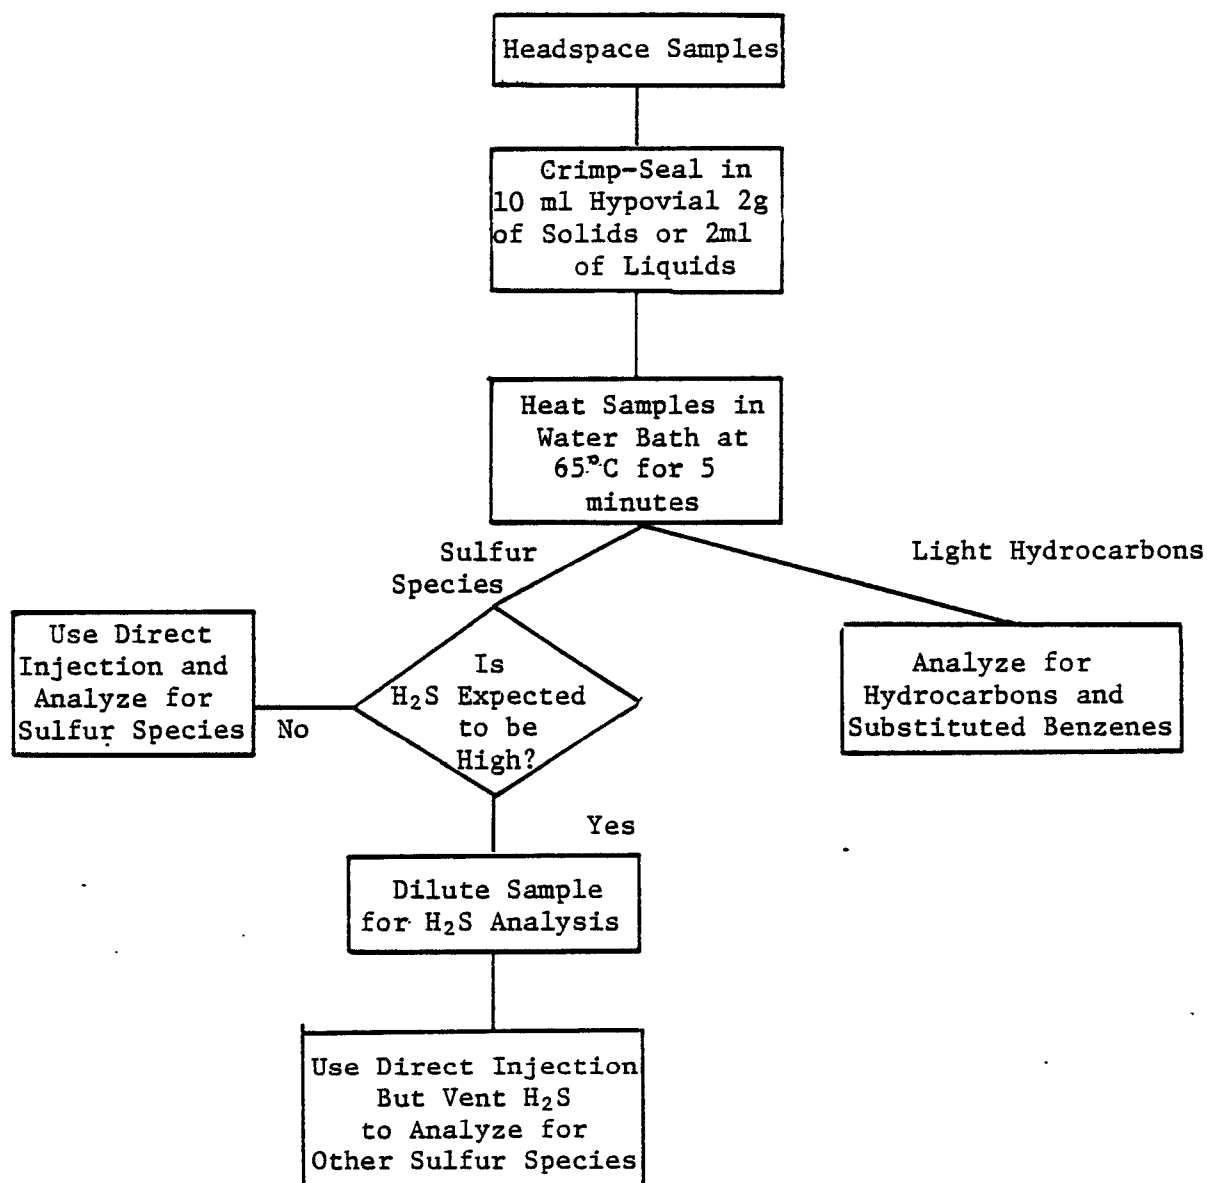 Headspace Samples
Crimp-Seal in
10 ml Hypovial 2g
of Solids or 2ml
of Liquids
Heat Samples in
Water Bath at
65°C for 5
minutes
Sulfur
Species
Light Hydrocarbons
Use Direct
Injection and
Analyze for
Sulfur Species
No
Is
H₂S Expected
to be
High?
Analyze for
Hydrocarbons and
Substituted Benzenes
Yes
Dilute Sample
for H₂S Analysis
Use Direct Injection
But Vent H₂S
to Analyze for
Other Sulfur Species